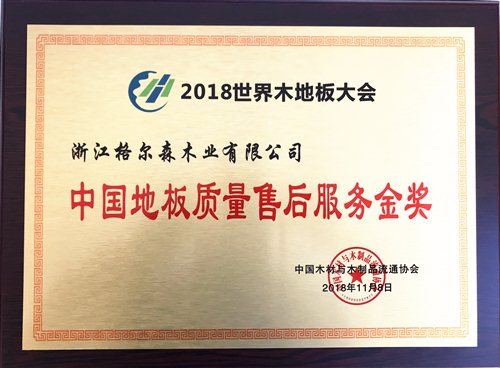 2018世界木地板大会
浙江格尔森木业有限公司
中国地板质量售后服务金奖
中国木材与木制品流通协会
2018年11月8日